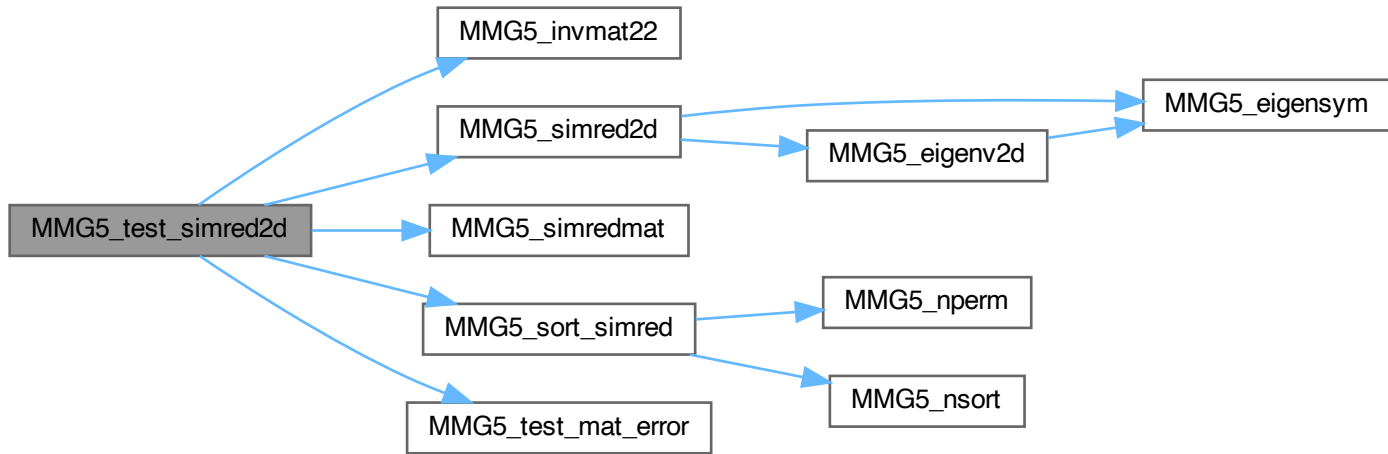 MMG5_invmat22
MMG5_eigensym
MMG5_simred2d
MMG5_eigenv2d
MMG5_test_simred2d
MMG5_simredmat
MMG5_nperm
MMG5_sort_simred
MMG5_nsort
MMG5_test_mat_error